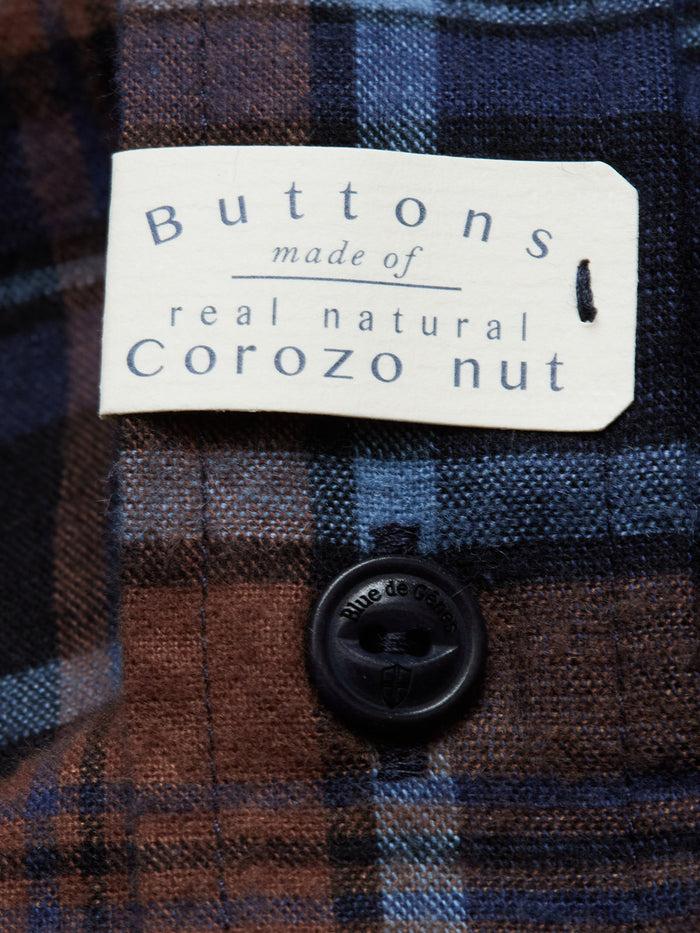 Buttons
made of
real natural
Corozo nut
Blue de Gênes